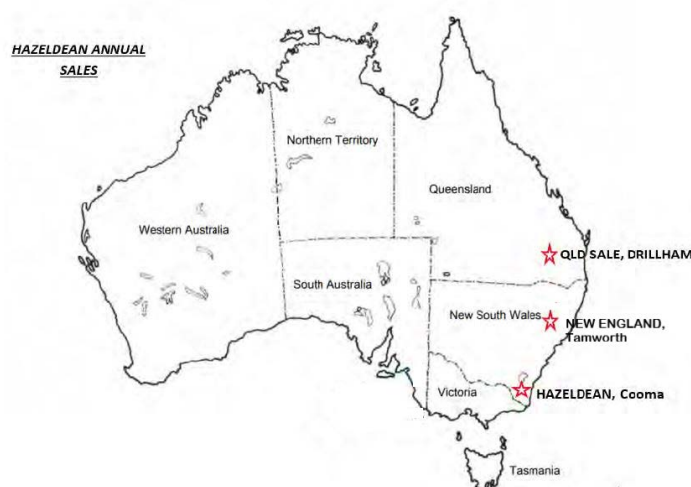 HAZELDEAN ANNUAL
SALES
Northern Territory
Queensland
Western Australia
QLD SALE, DRILLHAM
South Australia
New South Wales
NEW ENGLAND,
Tamworth
Victoria
HAZELDEAN, Cooma
Tasmania